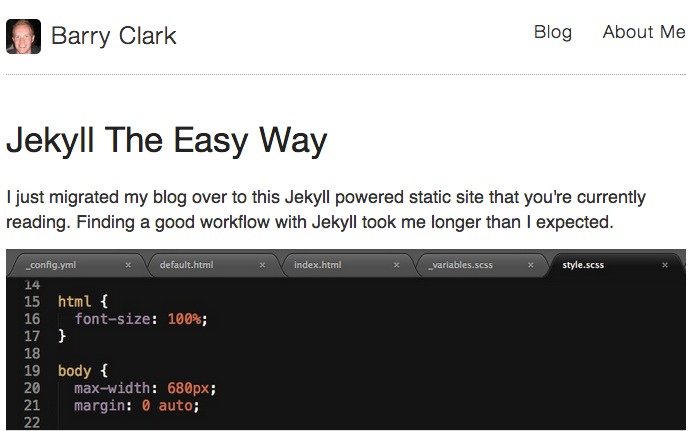 Barry Clark
Blog
About Me
Jekyll The Easy Way
I just migrated my blog over to this Jekyll powered static site that you're currently
reading. Finding a good workflow with Jekyll took me longer than I expected.
_config.yml × default.html × index.html × _variables.scss × style.scss ×
14
15 html {
16 font-size: 100%;
17 }
18
19 body {
20 max-width: 680px;
21 margin: 0 auto;
22